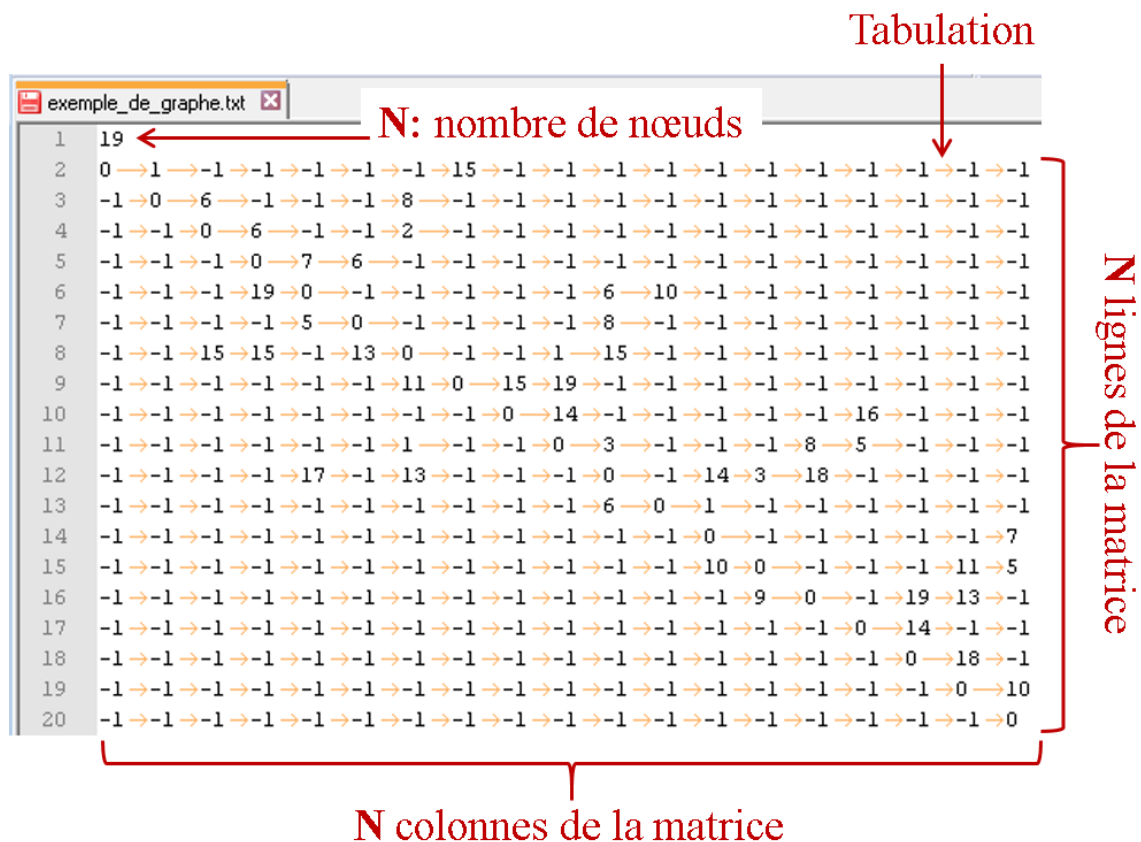 Tabulation
exemple_de_graphe.txt
N: nombre de nœuds
1 19
2 0 → 1 → -1 → -1 → -1 → -1 → -1 → 15 → -1 → -1 → -1 → -1 → -1 → -1 → -1 → -1 → -1 → -1 → -1
3 -1 → 0 → 6 → -1 → -1 → -1 → 8 → -1 → -1 → -1 → -1 → -1 → -1 → -1 → -1 → -1 → -1 → -1 → -1
4 -1 → -1 → 0 → 6 → -1 → -1 → 2 → -1 → -1 → -1 → -1 → -1 → -1 → -1 → -1 → -1 → -1 → -1 → -1
5 -1 → -1 → -1 → 0 → 7 → 6 → -1 → -1 → -1 → -1 → -1 → -1 → -1 → -1 → -1 → -1 → -1 → -1 → -1
6 -1 → -1 → -1 → 19 → 0 → -1 → -1 → -1 → -1 → -1 → 6 → 10 → -1 → -1 → -1 → -1 → -1 → -1 → -1
7 -1 → -1 → -1 → -1 → 5 → 0 → -1 → -1 → -1 → -1 → 8 → -1 → -1 → -1 → -1 → -1 → -1 → -1 → -1
8 -1 → -1 → 15 → 15 → -1 → 13 → 0 → -1 → -1 → 1 → 15 → -1 → -1 → -1 → -1 → -1 → -1 → -1 → -1
9 -1 → -1 → -1 → -1 → -1 → -1 → 11 → 0 → 15 → 19 → -1 → -1 → -1 → -1 → -1 → -1 → -1 → -1 → -1
10 -1 → -1 → -1 → -1 → -1 → -1 → -1 → -1 → 0 → 14 → -1 → -1 → -1 → -1 → -1 → 16 → -1 → -1 → -1
11 -1 → -1 → -1 → -1 → -1 → -1 → 1 → -1 → -1 → 0 → 3 → -1 → -1 → -1 → 8 → 5 → -1 → -1 → -1
12 -1 → -1 → -1 → -1 → 17 → -1 → 13 → -1 → -1 → -1 → 0 → -1 → 14 → 3 → 18 → -1 → -1 → -1 → -1
13 -1 → -1 → -1 → -1 → -1 → -1 → -1 → -1 → -1 → -1 → 6 → 0 → 1 → -1 → -1 → -1 → -1 → -1 → -1
14 -1 → -1 → -1 → -1 → -1 → -1 → -1 → -1 → -1 → -1 → -1 → -1 → 0 → -1 → -1 → -1 → -1 → -1 → 7
15 -1 → -1 → -1 → -1 → -1 → -1 → -1 → -1 → -1 → -1 → -1 → -1 → 10 → 0 → -1 → -1 → -1 → 11 → 5
16 -1 → -1 → -1 → -1 → -1 → -1 → -1 → -1 → -1 → -1 → -1 → -1 → -1 → 9 → 0 → -1 → 19 → 13 → -1
17 -1 → -1 → -1 → -1 → -1 → -1 → -1 → -1 → -1 → -1 → -1 → -1 → -1 → -1 → -1 → 0 → 14 → -1 → -1
18 -1 → -1 → -1 → -1 → -1 → -1 → -1 → -1 → -1 → -1 → -1 → -1 → -1 → -1 → -1 → -1 → 0 → 18 → -1
19 -1 → -1 → -1 → -1 → -1 → -1 → -1 → -1 → -1 → -1 → -1 → -1 → -1 → -1 → -1 → -1 → -1 → 0 → 10
20 -1 → -1 → -1 → -1 → -1 → -1 → -1 → -1 → -1 → -1 → -1 → -1 → -1 → -1 → -1 → -1 → -1 → -1 → 0
N lignes de la matrice
N colonnes de la matrice